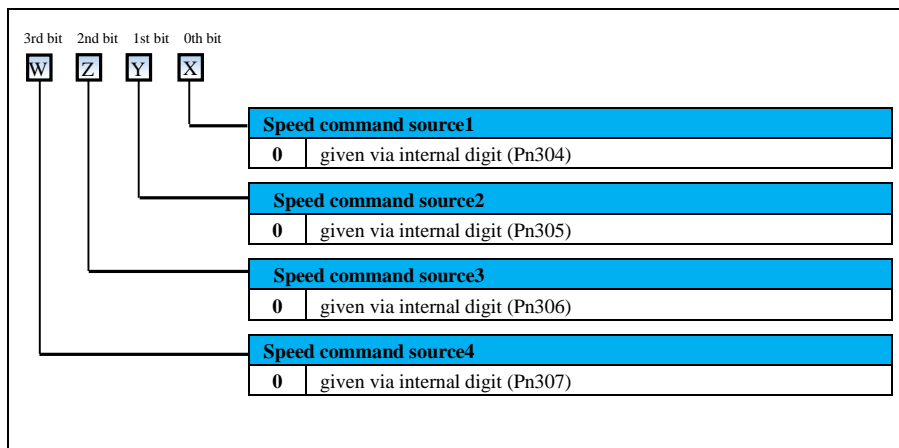 3rd bit 2nd bit 1st bit 0th bit
W Z Y X
Speed command source1
0 given via internal digit (Pn304)
Speed command source2
0 given via internal digit (Pn305)
Speed command source3
0 given via internal digit (Pn306)
Speed command source4
0 given via internal digit (Pn307)